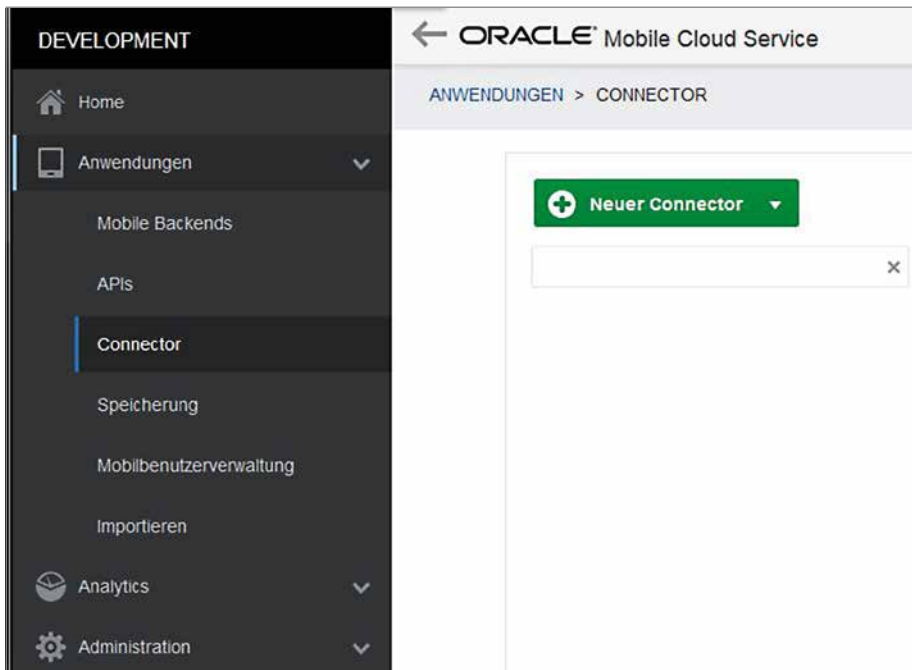 DEVELOPMENT
Home
Anwendungen
Mobile Backends
APIs
Connector
Speicherung
Mobilbenutzerverwaltung
Importieren
Analytics
Administration
ORACLE Mobile Cloud Service
ANWENDUNGEN > CONNECTOR
Neuer Connector